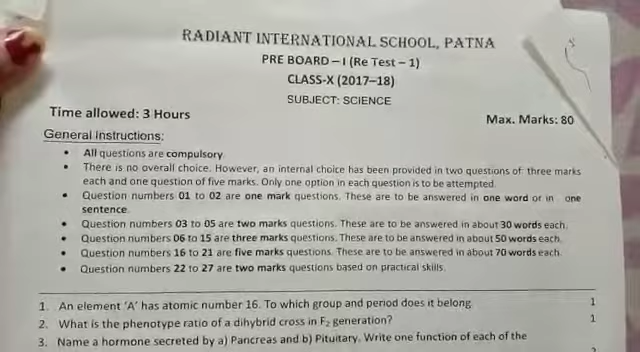 RADIANT INTERNATIONAL SCHOOL, PATNA
PRE BOARD – I (Re Test – 1)
CLASS-X (2017–18)
SUBJECT: SCIENCE
Time allowed: 3 Hours
Max. Marks: 80
General Instructions:
• All questions are compulsory.
• There is no overall choice. However, an internal choice has been provided in two questions of three marks
each and one question of five marks. Only one option in each question is to be attempted.
• Question numbers 01 to 02 are one mark questions. These are to be answered in one word or in one
sentence.
• Question numbers 03 to 05 are two marks questions. These are to be answered in about 30 words each.
• Question numbers 06 to 15 are three marks questions. These are to be answered in about 50 words each.
• Question numbers 16 to 21 are five marks questions. These are to be answered in about 70 words each.
• Question numbers 22 to 27 are two marks questions based on practical skills.
1. An element ‘A’ has atomic number 16. To which group and period does it belong. 1
2. What is the phenotype ratio of a dihybrid cross in F₂ generation? 1
3. Name a hormone secreted by a) Pancreas and b) Pituitary. Write one function of each of the